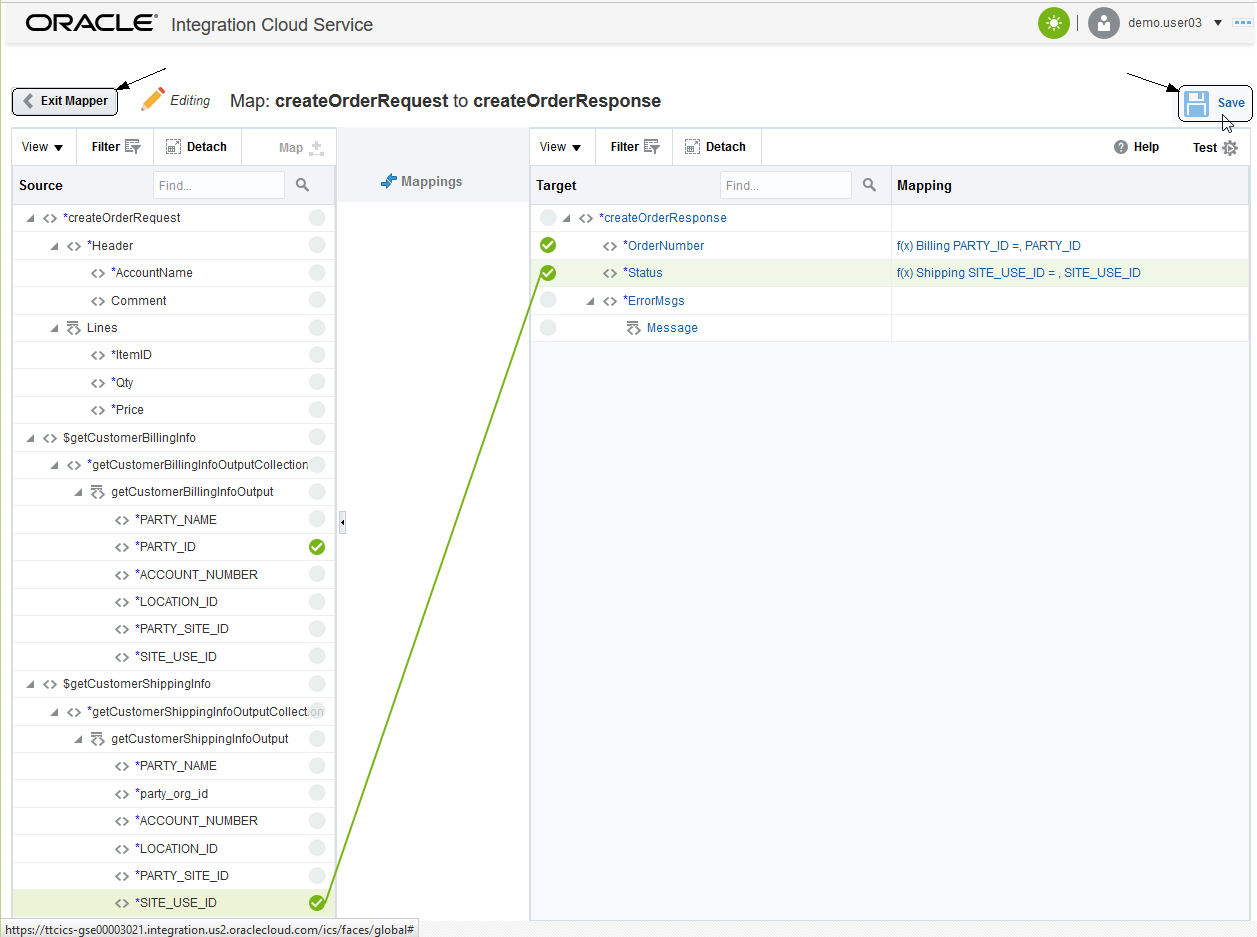 ORACLE® Integration Cloud Service
demo.user03
Exit Mapper
Editing
Map: createOrderRequest to createOrderResponse
Save
View Filter Detach Map
Source Find...
*createOrderRequest
*Header
*AccountName
Comment
Lines
*ItemID
*Qty
*Price
$getCustomerBillingInfo
*getCustomerBillingInfoOutputCollection
getCustomerBillingInfoOutput
*PARTY_NAME
*PARTY_ID
*ACCOUNT_NUMBER
*LOCATION_ID
*PARTY_SITE_ID
*SITE_USE_ID
$getCustomerShippingInfo
*getCustomerShippingInfoOutputCollection
getCustomerShippingInfoOutput
*PARTY_NAME
*party_org_id
*ACCOUNT_NUMBER
*LOCATION_ID
*PARTY_SITE_ID
*SITE_USE_ID
Mappings
View Filter Detach Help Test
Target Find... Mapping
*createOrderResponse
*OrderNumber f(x) Billing PARTY_ID =, PARTY_ID
*Status f(x) Shipping SITE_USE_ID = , SITE_USE_ID
*ErrorMsgs
Message
https://ttcics-gse00003021.integration.us2.oraclecloud.com/ics/faces/global#